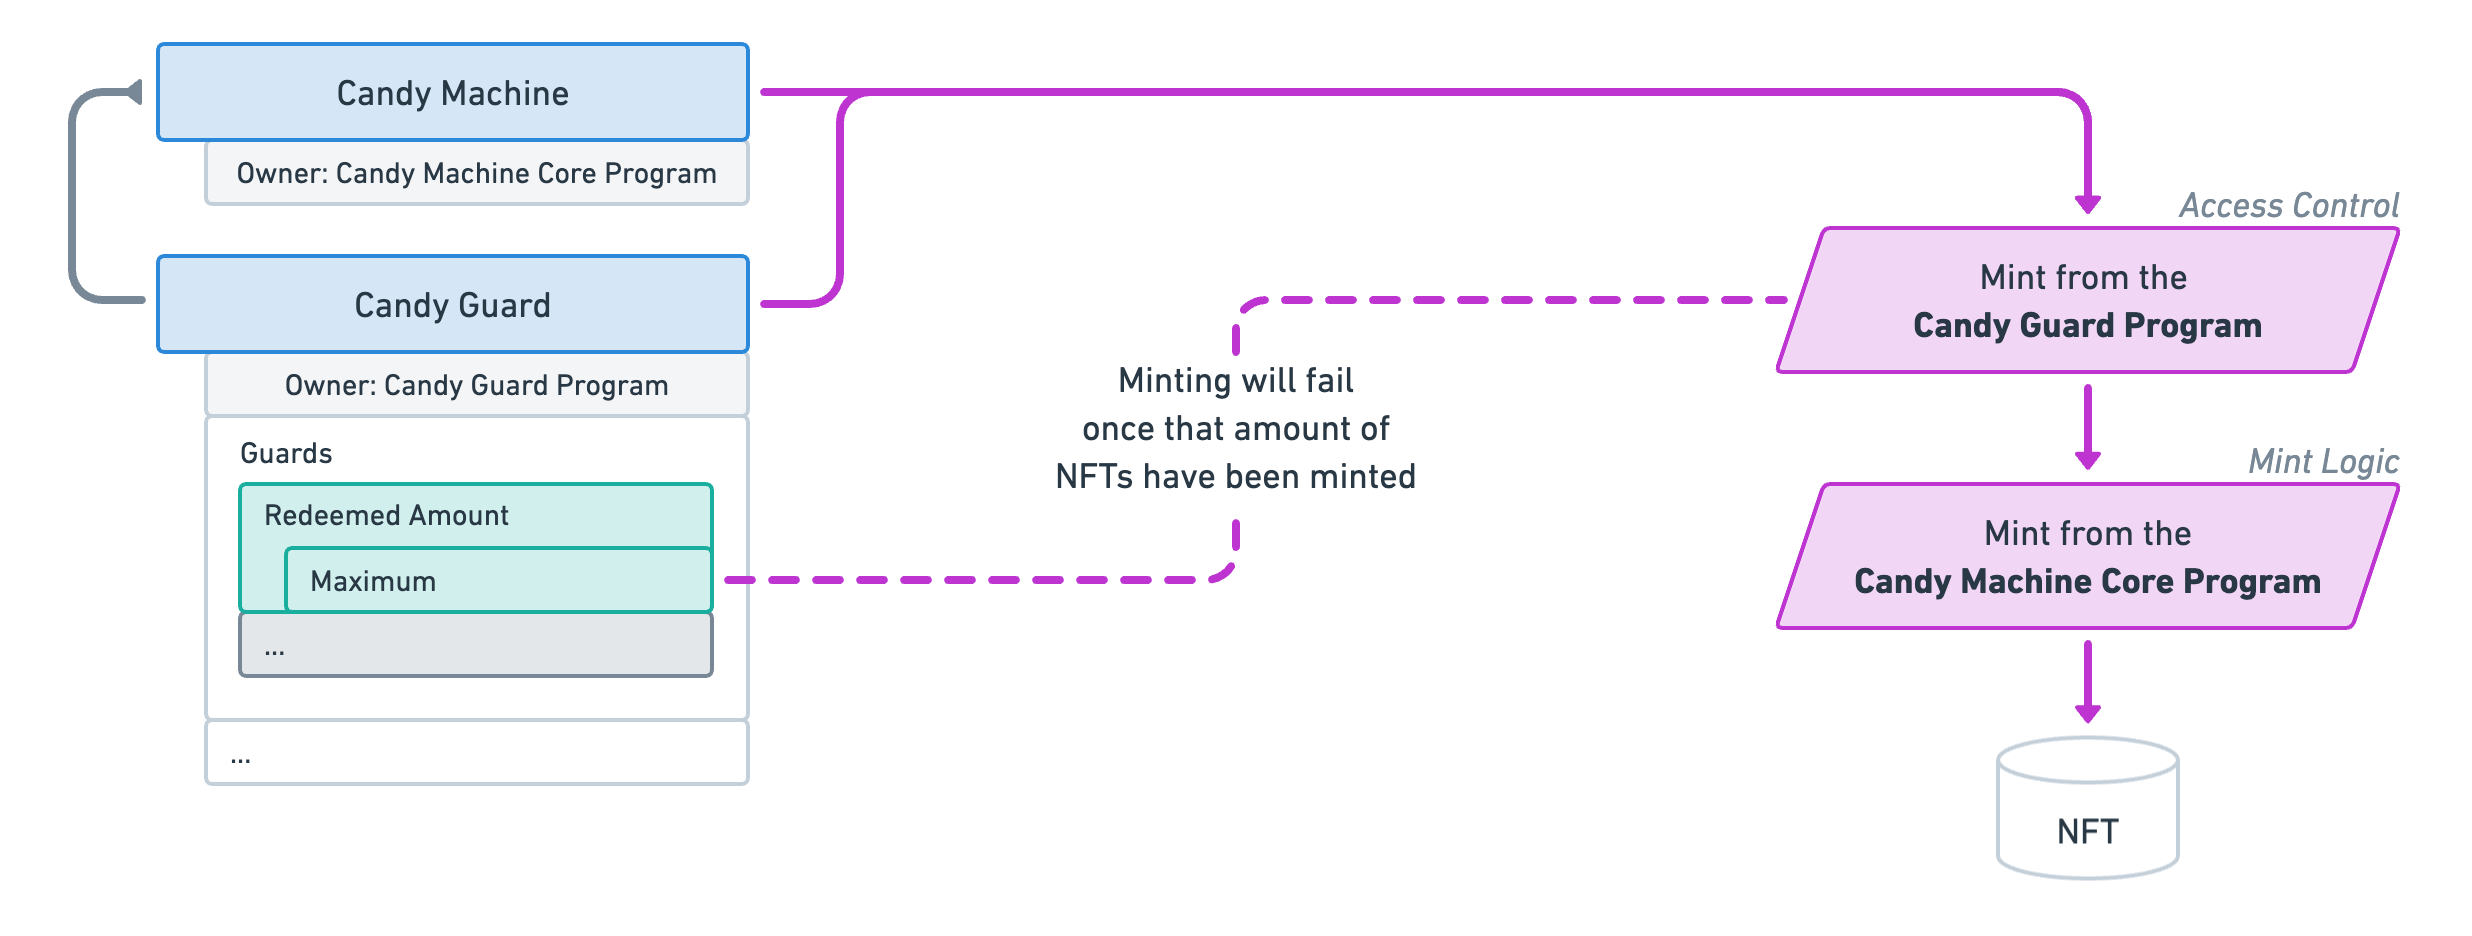 Candy Machine
Owner: Candy Machine Core Program
Candy Guard
Owner: Candy Guard Program
Guards
Redeemed Amount
Maximum
...
...
Minting will fail
once that amount of
NFTs have been minted
Access Control
Mint from the
Candy Guard Program
Mint Logic
Mint from the
Candy Machine Core Program
NFT